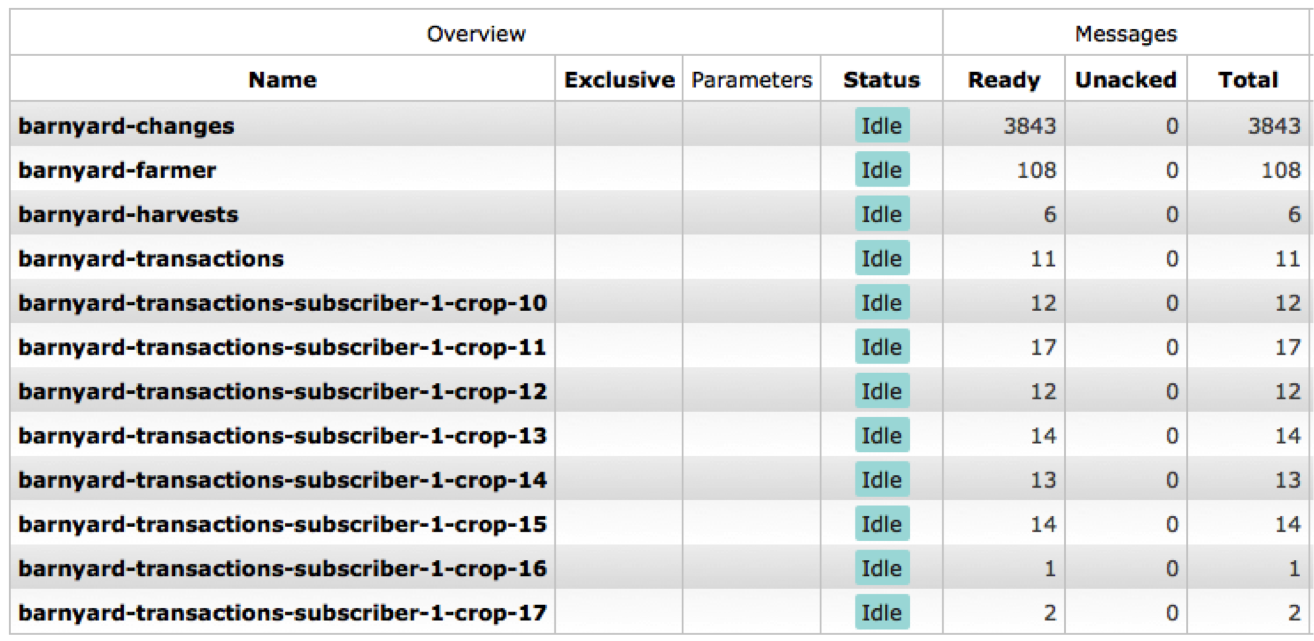 Overview Messages
Name Exclusive Parameters Status Ready Unacked Total
barnyard-changes Idle 3843 0 3843
barnyard-farmer Idle 108 0 108
barnyard-harvests Idle 6 0 6
barnyard-transactions Idle 11 0 11
barnyard-transactions-subscriber-1-crop-10 Idle 12 0 12
barnyard-transactions-subscriber-1-crop-11 Idle 17 0 17
barnyard-transactions-subscriber-1-crop-12 Idle 12 0 12
barnyard-transactions-subscriber-1-crop-13 Idle 14 0 14
barnyard-transactions-subscriber-1-crop-14 Idle 13 0 13
barnyard-transactions-subscriber-1-crop-15 Idle 14 0 14
barnyard-transactions-subscriber-1-crop-16 Idle 1 0 1
barnyard-transactions-subscriber-1-crop-17 Idle 2 0 2